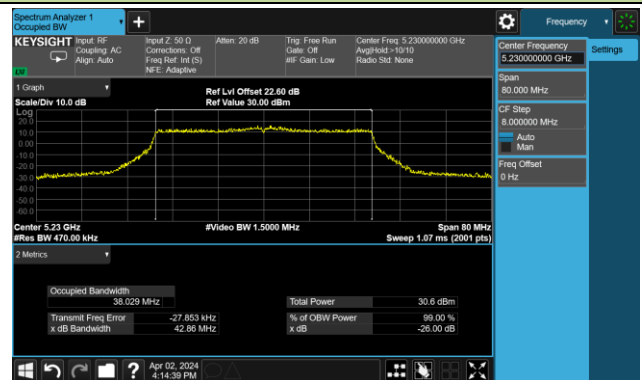 Spectrum Analyzer 1
Occupied BW
Frequency
KEYSIGHT
Input: RF
Coupling: AC
Align: Auto
Input Z: 50 Ω
Corrections: Off
Freq Ref: Int (S)
NFE: Adaptive
Atten: 20 dB
Trig: Free Run
Gate: Off
#IF Gain: Low
Center Freq: 5.230000000 GHz
Avg|Hold:>10/10
Radio Std: None
Center Frequency
5.230000000 GHz
Settings
Span
80.000 MHz
CF Step
8.000000 MHz
Auto
Man
Freq Offset
0 Hz
1 Graph
Scale/Div 10.0 dB
Ref Lvl Offset 22.60 dB
Ref Value 30.00 dBm
Log
20.0
10.0
0.00
-10.0
-20.0
-30.0
-40.0
-50.0
-60.0
Center 5.23 GHz
#Res BW 470.00 kHz
#Video BW 1.5000 MHz
Span 80 MHz
Sweep 1.07 ms (2001 pts)
2 Metrics
Occupied Bandwidth
38.029 MHz
Total Power 30.6 dBm
Transmit Freq Error -27.853 kHz
% of OBW Power 99.00 %
x dB Bandwidth 42.86 MHz
x dB -26.00 dB
Apr 02, 2024
4:14:39 PM